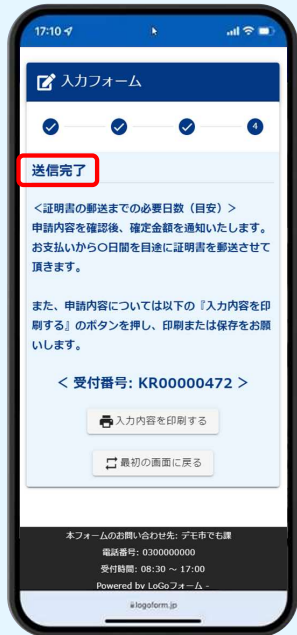 17:10
入力フォーム
4
送信完了
＜証明書の郵送までの必要日数（目安）＞
申請内容を確認後、確定金額を通知いたします。
お支払いから〇日間を目途に証明書を郵送させて
頂きます。
また、申請内容については以下の『入力内容を印
刷する』のボタンを押し、印刷または保存をお願
いします。
＜ 受付番号: KR00000472 ＞
入力内容を印刷する
最初の画面に戻る
本フォームのお問い合わせ先: デモ市でも課
電話番号: 0300000000
受付時間: 08:30 ～ 17:00
Powered by LoGoフォーム -
logoform.jp